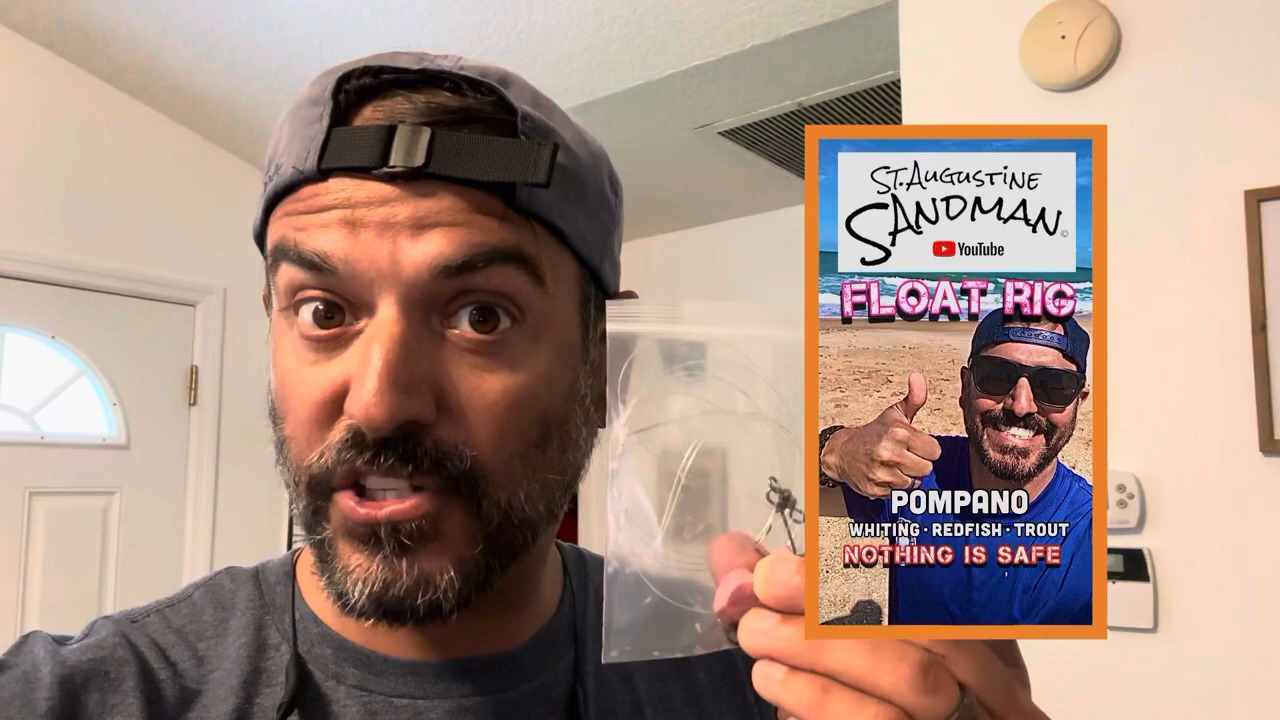 St. Augustine
Sandman ©
YouTube
FLOAT RIG
POMPANO
WHITING · REDFISH · TROUT
NOTHING IS SAFE